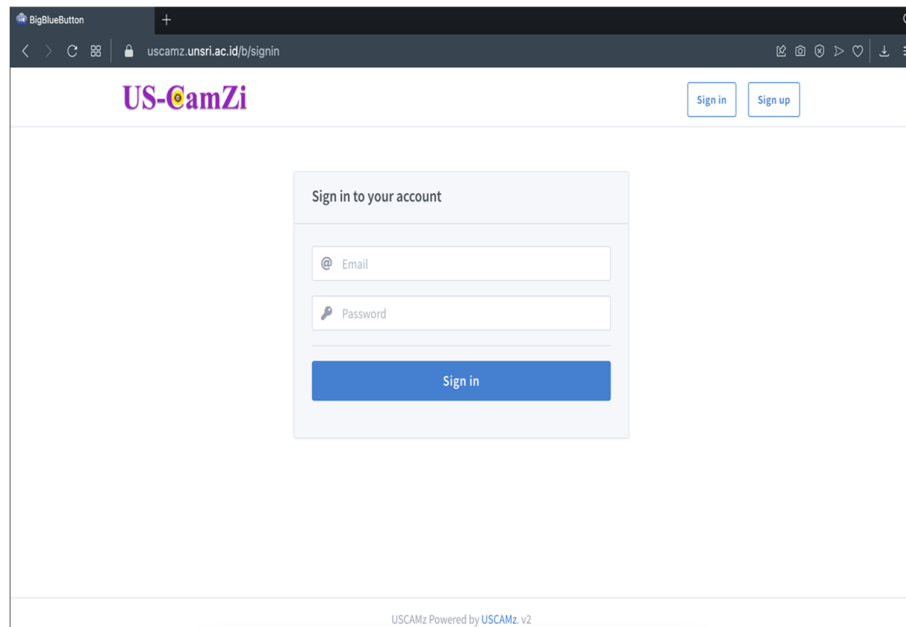 BigBlueButton
uscamz.unsri.ac.id/b/signin
US-CamZi
Sign in
Sign up
Sign in to your account
@ Email
Password
Sign in
USCAMz Powered by USCAMz. v2